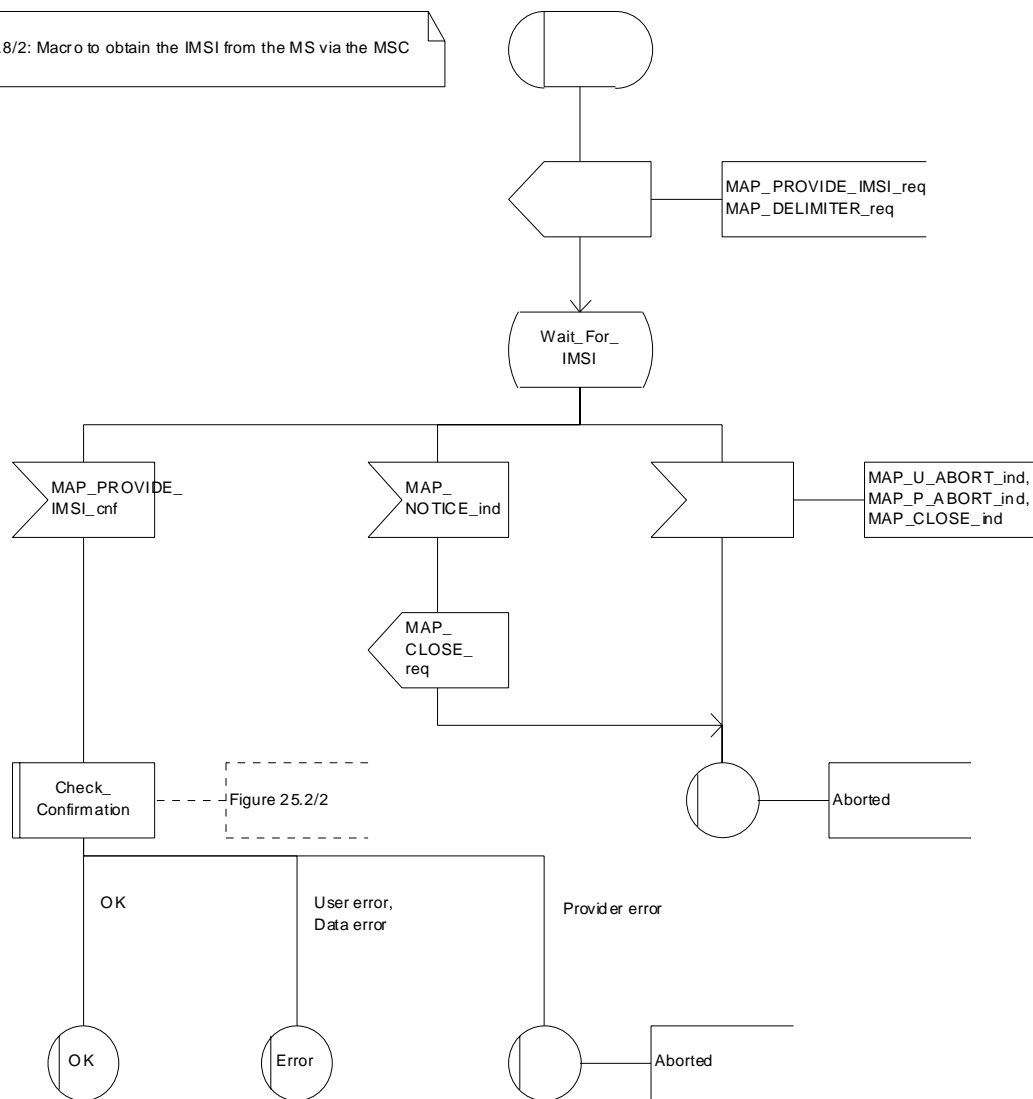 .8/2: Macro to obtain the IMSI from the MS via the MSC
MAP_PROVIDE_IMSI_req
MAP_DELIMITER_req
Wait_For_
IMSI
MAP_PROVIDE_
IMSI_cnf
MAP_
NOTICE_ind
MAP_U_ABORT_ind,
MAP_P_ABORT_ind,
MAP_CLOSE_ind
MAP_
CLOSE_
req
Check_
Confirmation
Figure 25.2/2
Aborted
OK
User error,
Data error
Provider error
OK
Error
Aborted